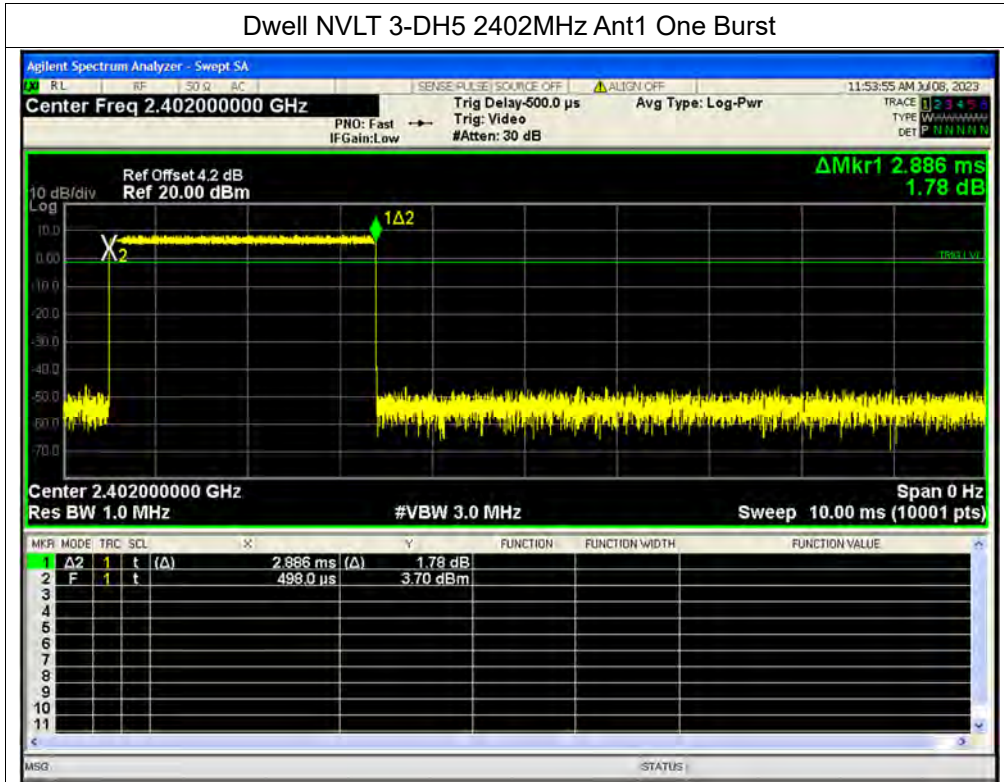 Dwell NVLT 3-DH5 2402MHz Ant1 One Burst
Agilent Spectrum Analyzer - Swept SA
LXI RL RF 50 Ω AC SENSE:PULSE SOURCE OFF ALIGN OFF 11:53:55 AM Jul 08, 2023
Center Freq 2.402000000 GHz Trig Delay-500.0 µs Avg Type: Log-Pwr TRACE 1 2 3 4 5 6
PNO: Fast Trig: Video TYPE W
IFGain:Low #Atten: 30 dB DET P N N N N N
ΔMkr1 2.886 ms
1.78 dB
Ref Offset 4.2 dB
10 dB/div Ref 20.00 dBm
Log
1Δ2
10.0
X2
0.00
TRIG LVL
-10.0
-20.0
-30.0
-40.0
-50.0
-60.0
-70.0
Center 2.402000000 GHz Span 0 Hz
Res BW 1.0 MHz #VBW 3.0 MHz Sweep 10.00 ms (10001 pts)
MKR MODE TRC SCL X Y FUNCTION FUNCTION WIDTH FUNCTION VALUE
1 Δ2 1 t (Δ) 2.886 ms (Δ) 1.78 dB
2 F 1 t 498.0 µs 3.70 dBm
3
4
5
6
7
8
9
10
11
MSG STATUS